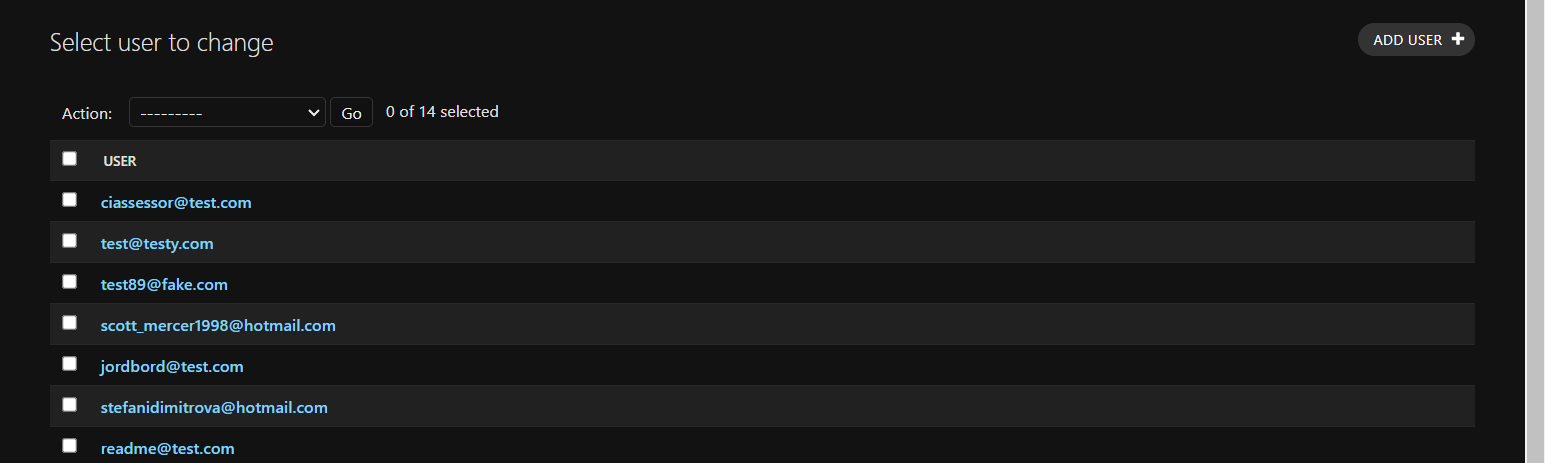 Select user to change
ADD USER
Action: --------- Go 0 of 14 selected
USER
ciassessor@test.com
test@testy.com
test89@fake.com
scott_mercer1998@hotmail.com
jordbord@test.com
stefanidimitrova@hotmail.com
readme@test.com